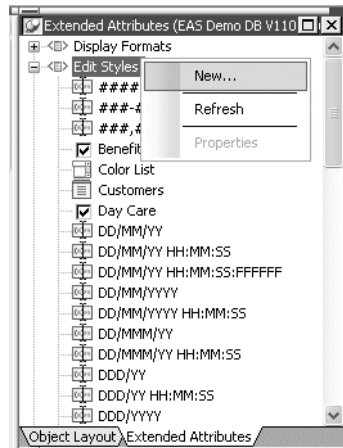 Extended Attributes (EAS Demo DB V110
Display Formats
Edit Styles
New...
####
###-#
Refresh
###,#
Benefit
Properties
Color List
Customers
Day Care
DD/MM/YY
DD/MM/YY HH:MM:SS
DD/MM/YY HH:MM:SS:FFFFFF
DD/MM/YYYY
DD/MM/YYYY HH:MM:SS
DD/MMM/YY
DD/MMM/YY HH:MM:SS
DDD/YY
DDD/YY HH:MM:SS
DDD/YYYY
Object Layout Extended Attributes